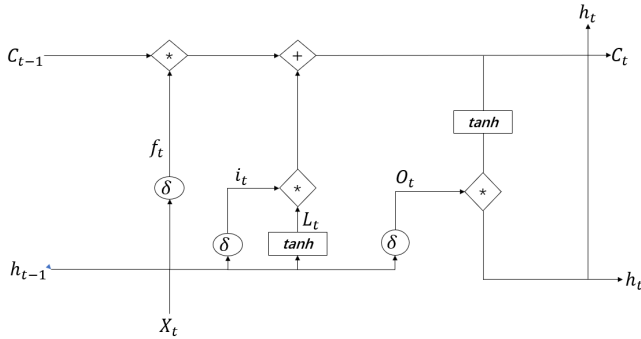 h_t
C_{t-1} * + C_t
tanh
f_t
δ i_t * O_t *
L_t
δ tanh δ
h_{t-1} h_t
X_t